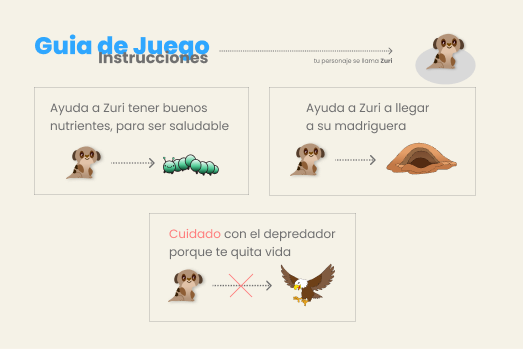 Guia de Juego
Instrucciones
tu personaje se llama Zuri
Ayuda a Zuri tener buenos
nutrientes, para ser saludable
Ayuda a Zuri a llegar
a su madriguera
Cuidado con el depredador
porque te quita vida